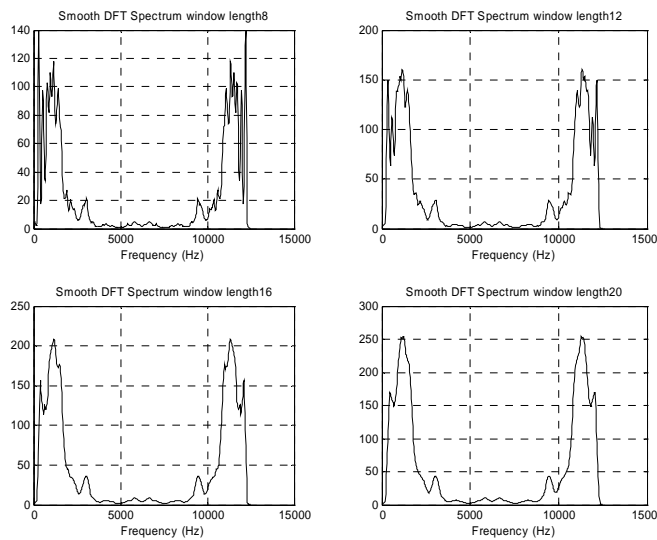 Smooth DFT Spectrum window length8
140
120
100
80
60
40
20
0
0 5000 10000 15000
Frequency (Hz)
Smooth DFT Spectrum window length12
200
150
100
50
0
0 5000 10000 1500
Frequency (Hz)
Smooth DFT Spectrum window length16
250
200
150
100
50
0
0 5000 10000 15000
Frequency (Hz)
Smooth DFT Spectrum window length20
300
250
200
150
100
50
0
0 5000 10000 1500
Frequency (Hz)